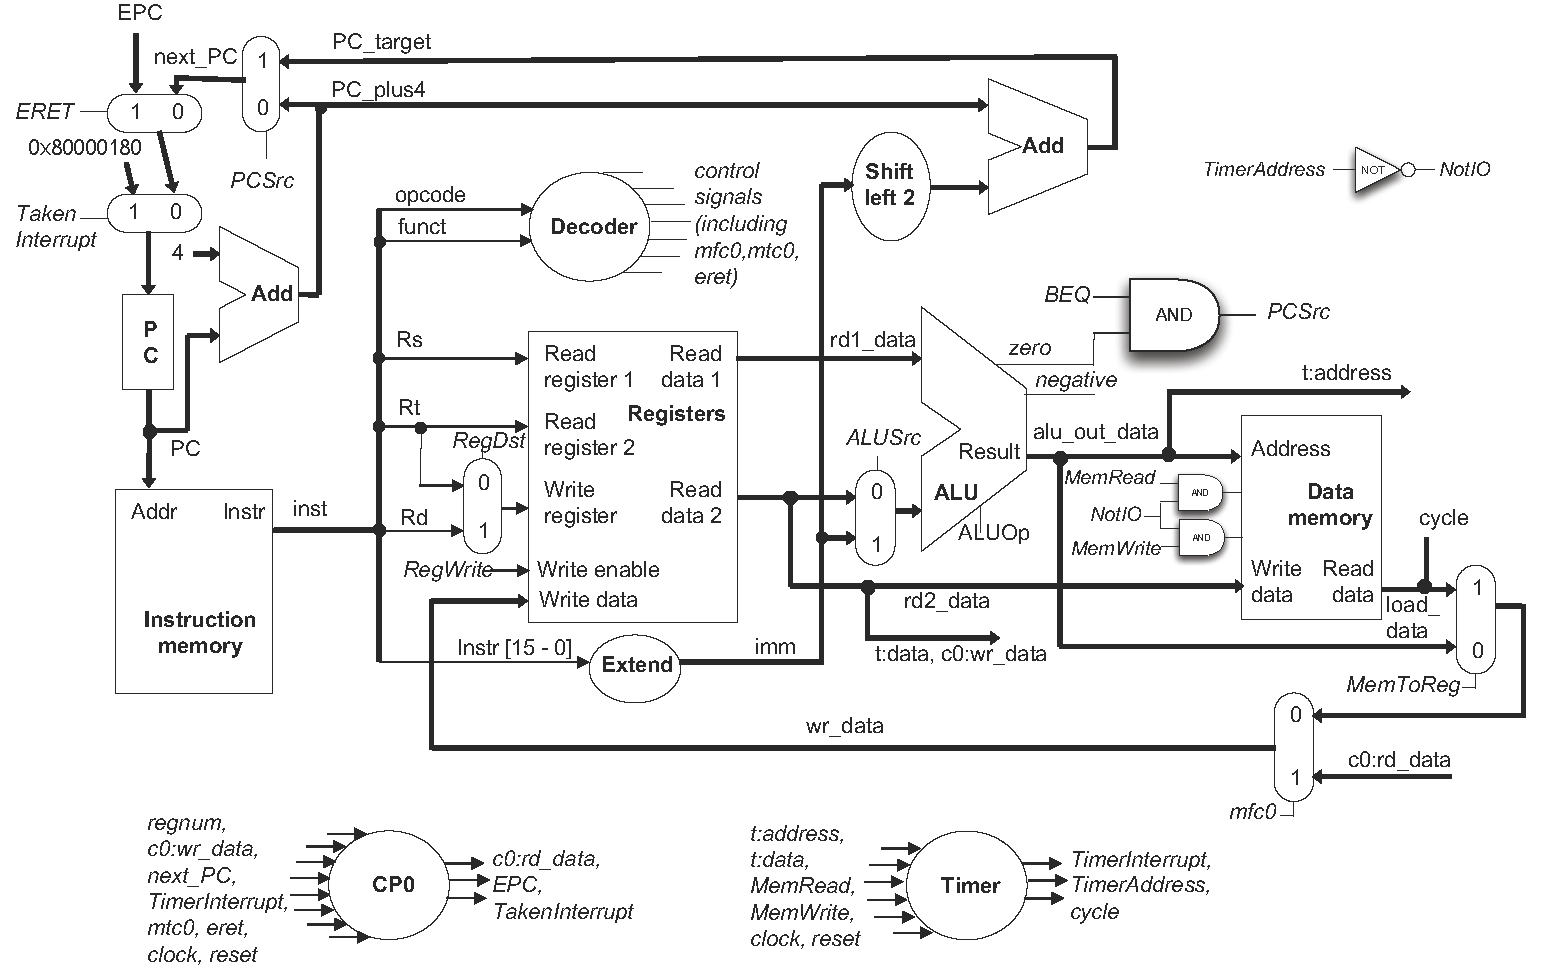 EPC
next_PC
1
0
PC_target
PC_plus4
ERET
1 0
0x80000180
PCSrc
Taken
Interrupt
1 0
4
Add
P
C
PC
opcode
funct
Decoder
control
signals
(including
mfc0,mtc0,
eret)
Shift
left 2
Add
TimerAddress
NOT
NotIO
BEQ
AND
PCSrc
Rs
Rt
RegDst
0
1
Rd
RegWrite
Read
register 1
Read
data 1
Registers
Read
register 2
Write
register
Read
data 2
Write enable
Write data
rd1_data
zero
negative
ALUSrc
0
1
Result
ALU
ALUOp
alu_out_data
t:address
MemRead
AND
NotIO
AND
MemWrite
Address
Data
memory
Write
data
Read
data
cycle
load_
data
1
0
MemToReg
Addr Instr
Instruction
memory
inst
Instr [15 - 0]
Extend
imm
rd2_data
t:data, c0:wr_data
wr_data
0
1
c0:rd_data
mfc0
regnum,
c0:wr_data,
next_PC,
TimerInterrupt,
mtc0, eret,
clock, reset
CP0
c0:rd_data,
EPC,
TakenInterrupt
t:address,
t:data,
MemRead,
MemWrite,
clock, reset
Timer
TimerInterrupt,
TimerAddress,
cycle